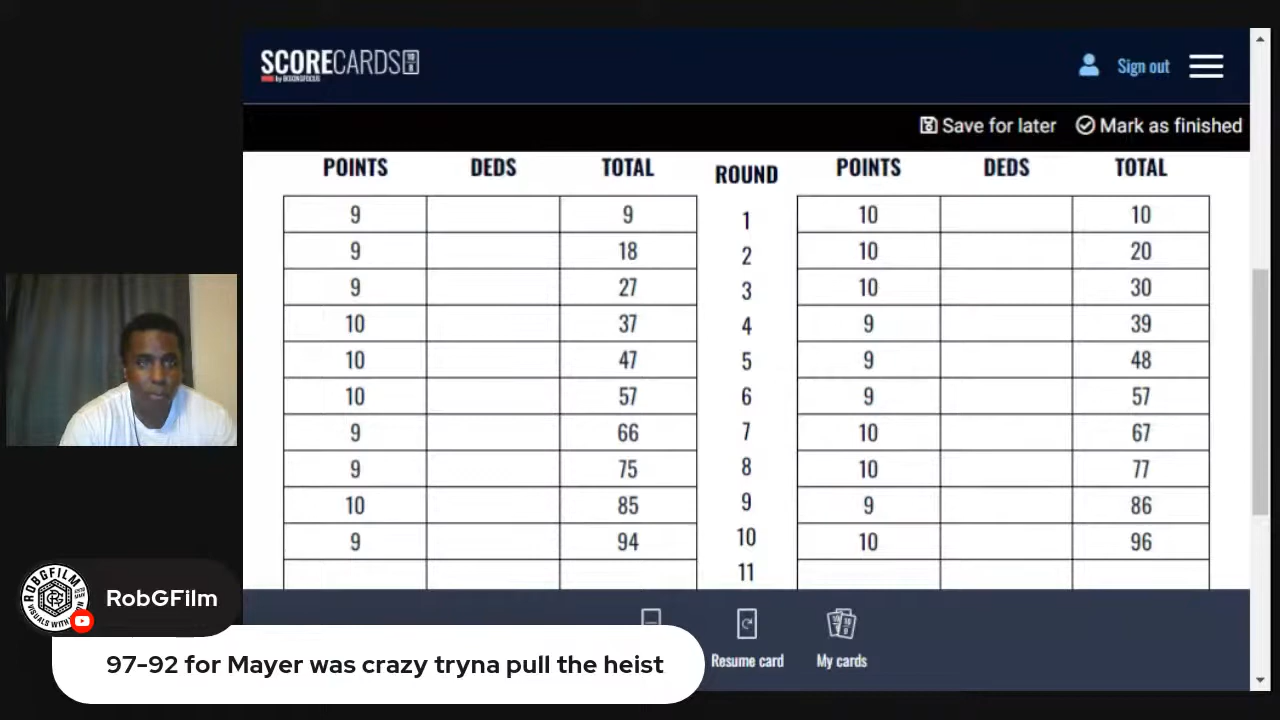 SCORECARDS
by BOXINGFOCUS
Sign out
Save for later Mark as finished
POINTS DEDS TOTAL ROUND POINTS DEDS TOTAL
9 9 1 10 10
9 18 2 10 20
9 27 3 10 30
10 37 4 9 39
10 47 5 9 48
10 57 6 9 57
9 66 7 10 67
9 75 8 10 77
10 85 9 9 86
9 94 10 10 96
11
Resume card My cards
RobGFilm
97-92 for Mayer was crazy tryna pull the heist